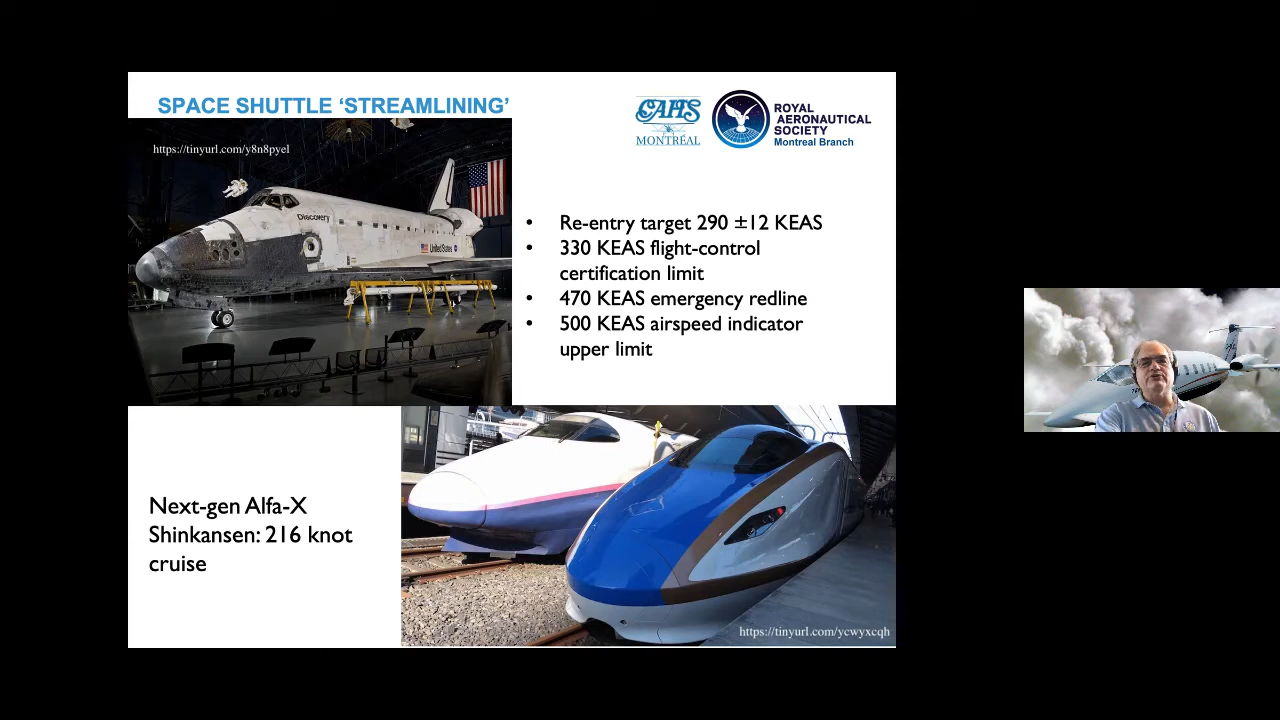 SPACE SHUTTLE ‘STREAMLINING’
CAHS
MONTRÉAL
ROYAL
AERONAUTICAL
SOCIETY
Montreal Branch
https://tinyurl.com/y8n8pyel
Discovery
United States
• Re-entry target 290 ±12 KEAS
• 330 KEAS flight-control
certification limit
• 470 KEAS emergency redline
• 500 KEAS airspeed indicator
upper limit
Next-gen Alfa-X
Shinkansen: 216 knot
cruise
https://tinyurl.com/ycwyxcqh